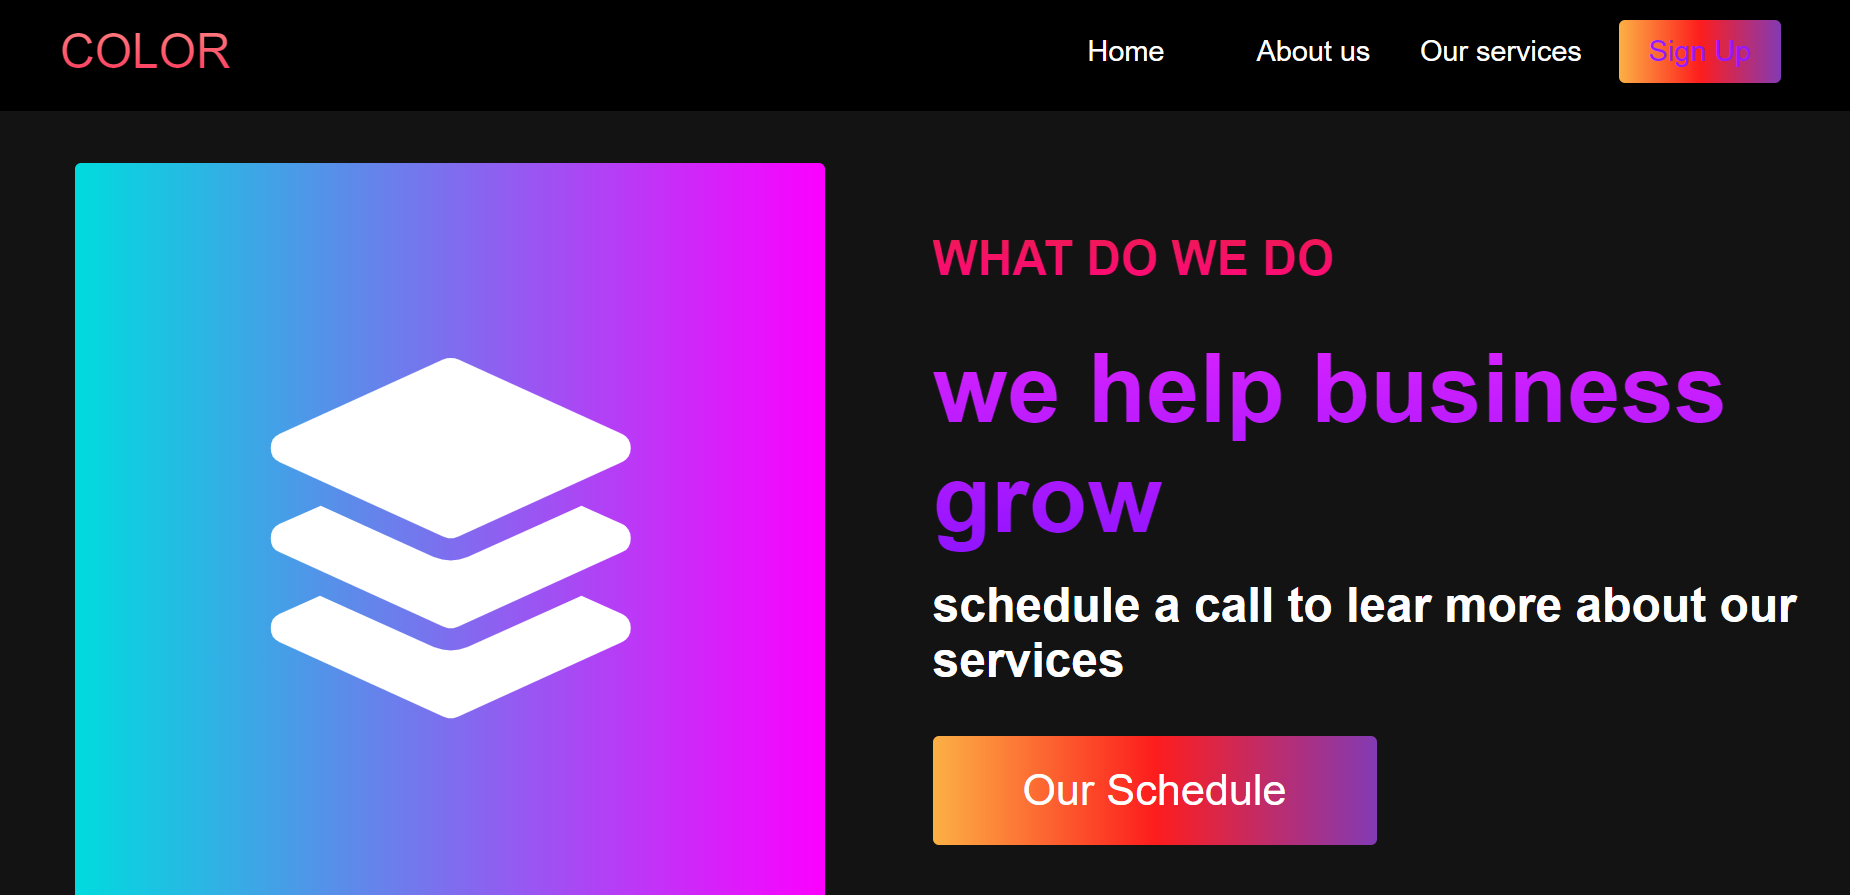 COLOR
Home About us Our services Sign Up
WHAT DO WE DO
we help business
grow
schedule a call to lear more about our
services
Our Schedule